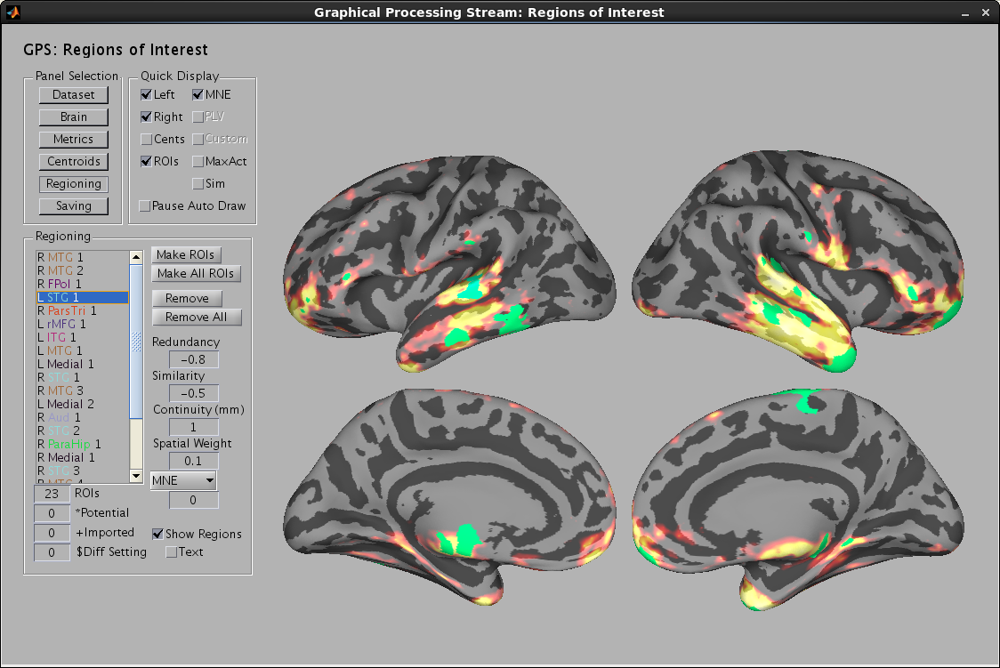 Graphical Processing Stream: Regions of Interest
GPS: Regions of Interest
Panel Selection
Dataset
Brain
Metrics
Centroids
Regioning
Saving
Quick Display
Left MNE
Right PLV
Cents Custom
ROIs MaxAct
Sim
Pause Auto Draw
Regioning
R MTG 1
R MTG 2
R FPol 1
L STG 1
R ParsTri 1
L rMFG 1
L ITG 1
L MTG 1
L Medial 1
R STG 1
R MTG 3
L Medial 2
R Aud 1
R STG 2
R ParaHip 1
R Medial 1
R STG 3
R MTG 4
Make ROIs
Make All ROIs
Remove
Remove All
Redundancy
-0.8
Similarity
-0.5
Continuity (mm)
1
Spatial Weight
0.1
MNE
0
23 ROIs
0 *Potential
0 +Imported
0 $Diff Setting
Show Regions
Text